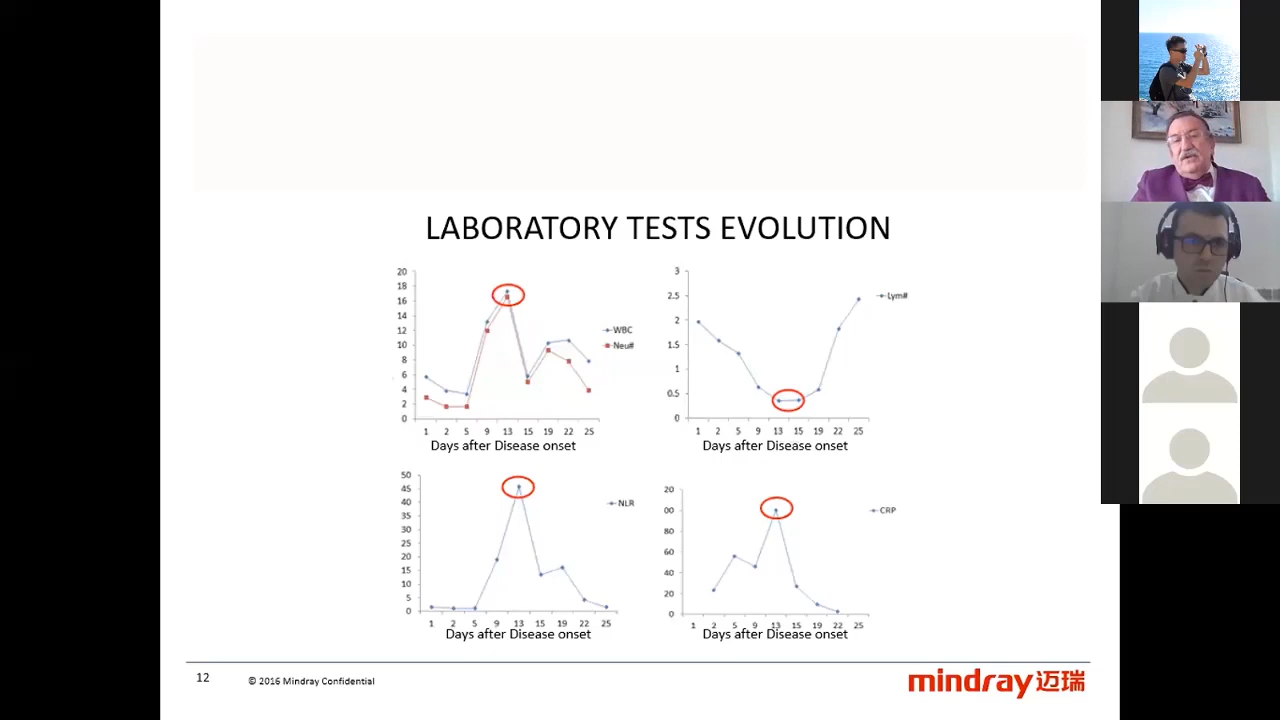 LABORATORY TESTS EVOLUTION
20
18
16
14
12
10
8
6
4
2
0
WBC
Neu#
1 2 5 9 13 15 19 22 25
Days after Disease onset
3
2.5
2
1.5
1
0.5
0
Lym#
1 2 5 9 13 15 19 22 25
Days after Disease onset
50
45
40
35
30
25
20
15
10
5
0
NLR
1 2 5 9 13 15 19 22 25
Days after Disease onset
20
00
80
60
40
20
0
CRP
1 2 5 9 13 15 19 22 25
Days after Disease onset
12
© 2016 Mindray Confidential
mindray迈瑞